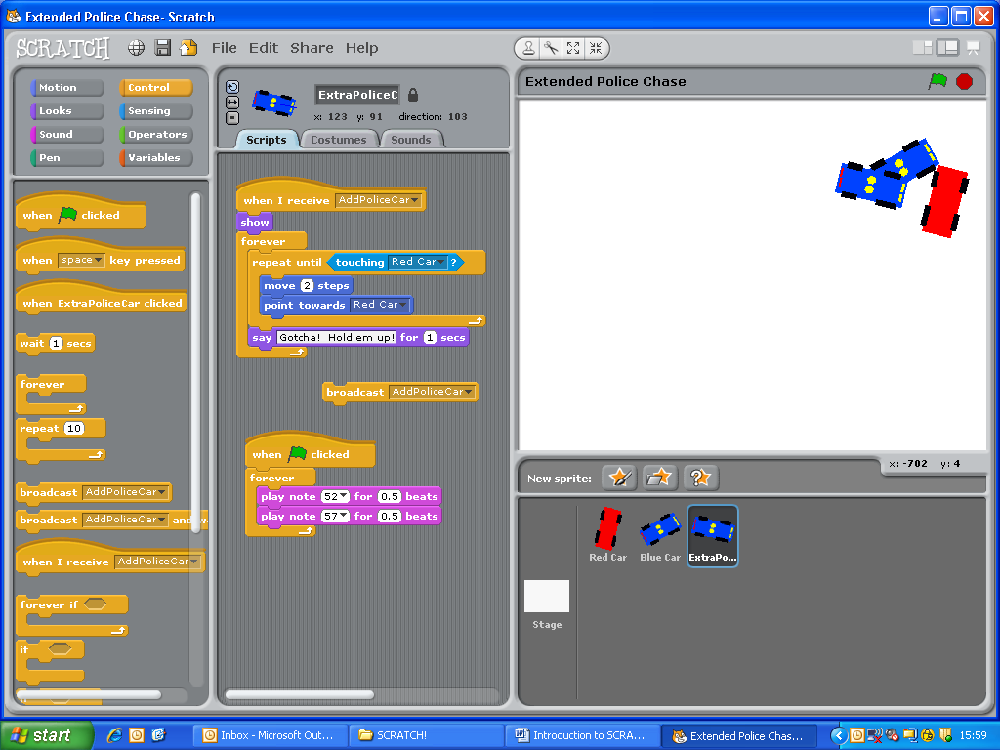 Extended Police Chase- Scratch
SCRATCH File Edit Share Help
Motion Control
Looks Sensing
Sound Operators
Pen Variables
when clicked
when space key pressed
when ExtraPoliceCar clicked
wait 1 secs
forever
repeat 10
broadcast AddPoliceCar
broadcast AddPoliceCar and w
when I receive AddPoliceCar
forever if
if
ExtraPoliceC
x: 123 y: 91 direction: 103
Scripts Costumes Sounds
when I receive AddPoliceCar
show
forever
repeat until touching Red Car ?
move 2 steps
point towards Red Car
say Gotcha! Hold'em up! for 1 secs
broadcast AddPoliceCar
when clicked
forever
play note 52 for 0.5 beats
play note 57 for 0.5 beats
Extended Police Chase
x: -702 y: 4
New sprite:
Red Car Blue Car ExtraPo...
Stage
start Inbox - Microsoft Out... SCRATCH! Introduction to SCRA... Extended Police Chas... 15:59